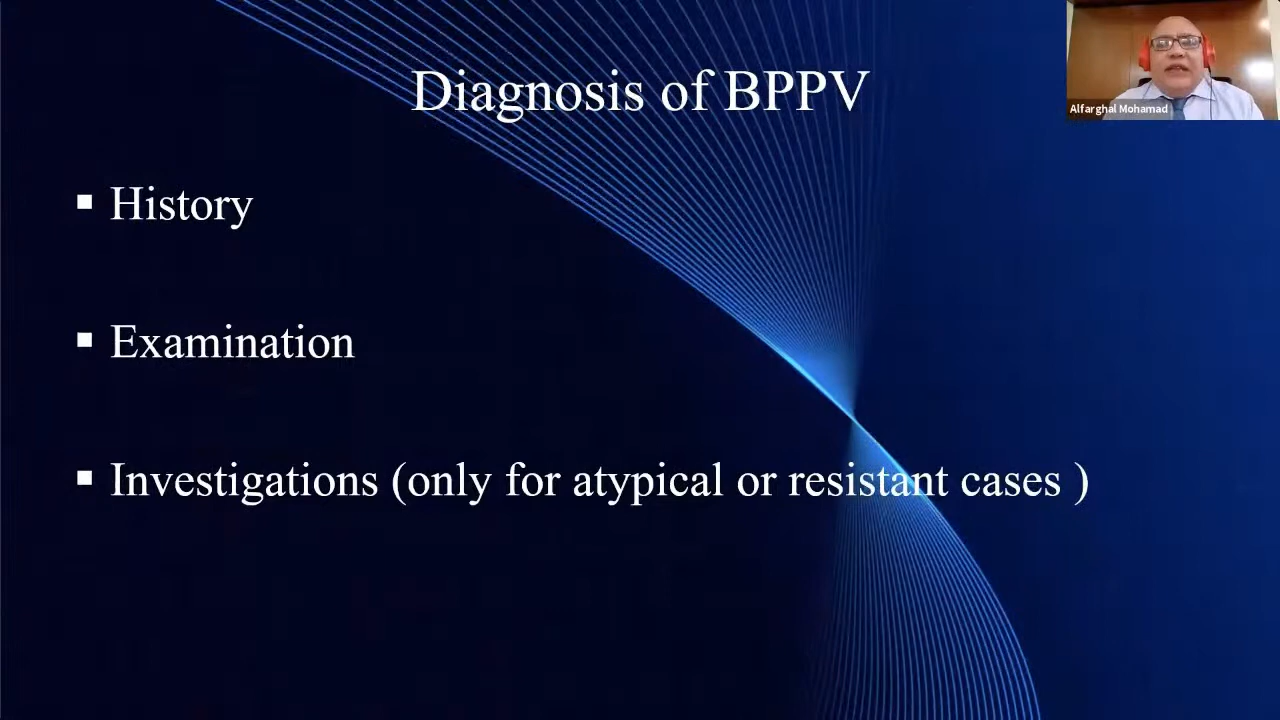 Diagnosis of BPPV
Alfarghal Mohamad
▪ History
▪ Examination
▪ Investigations (only for atypical or resistant cases )